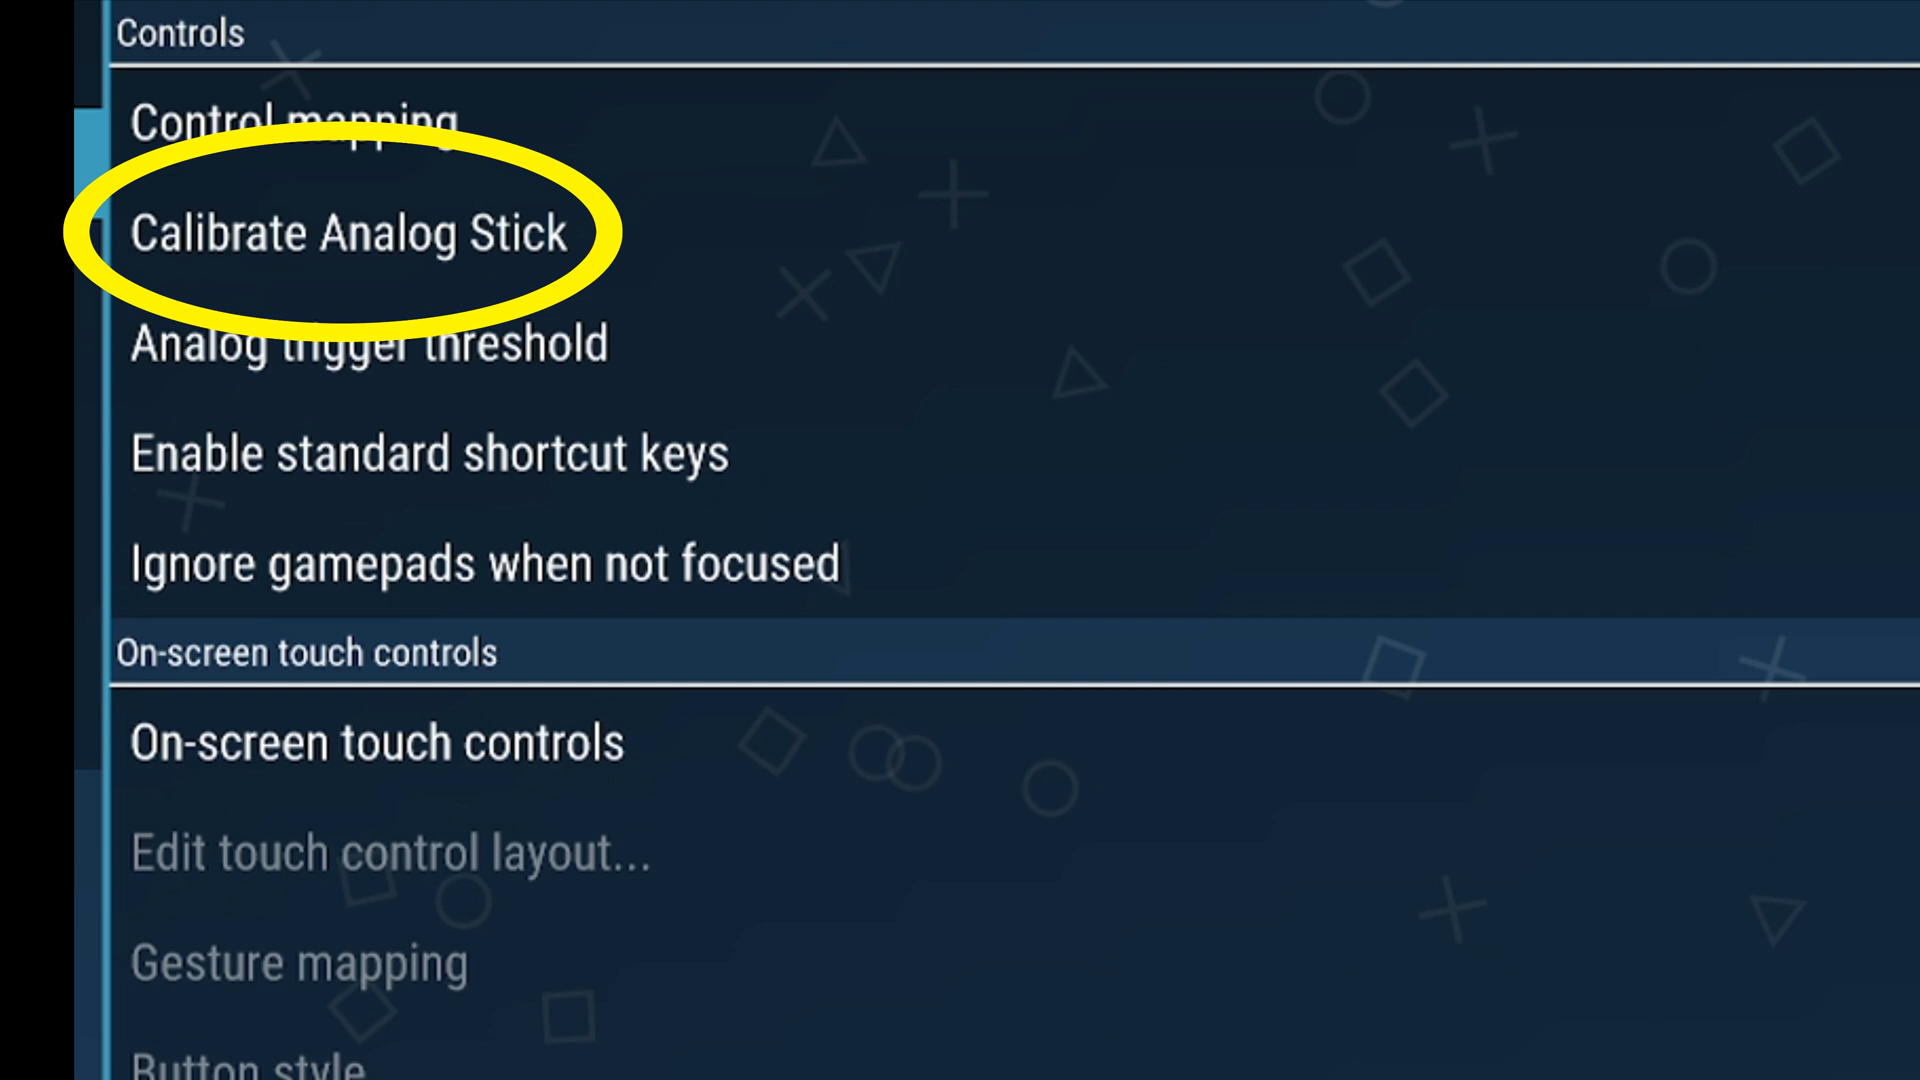 Controls
Control mapping
Calibrate Analog Stick
Analog trigger threshold
Enable standard shortcut keys
Ignore gamepads when not focused
On-screen touch controls
On-screen touch controls
Edit touch control layout...
Gesture mapping
Button style